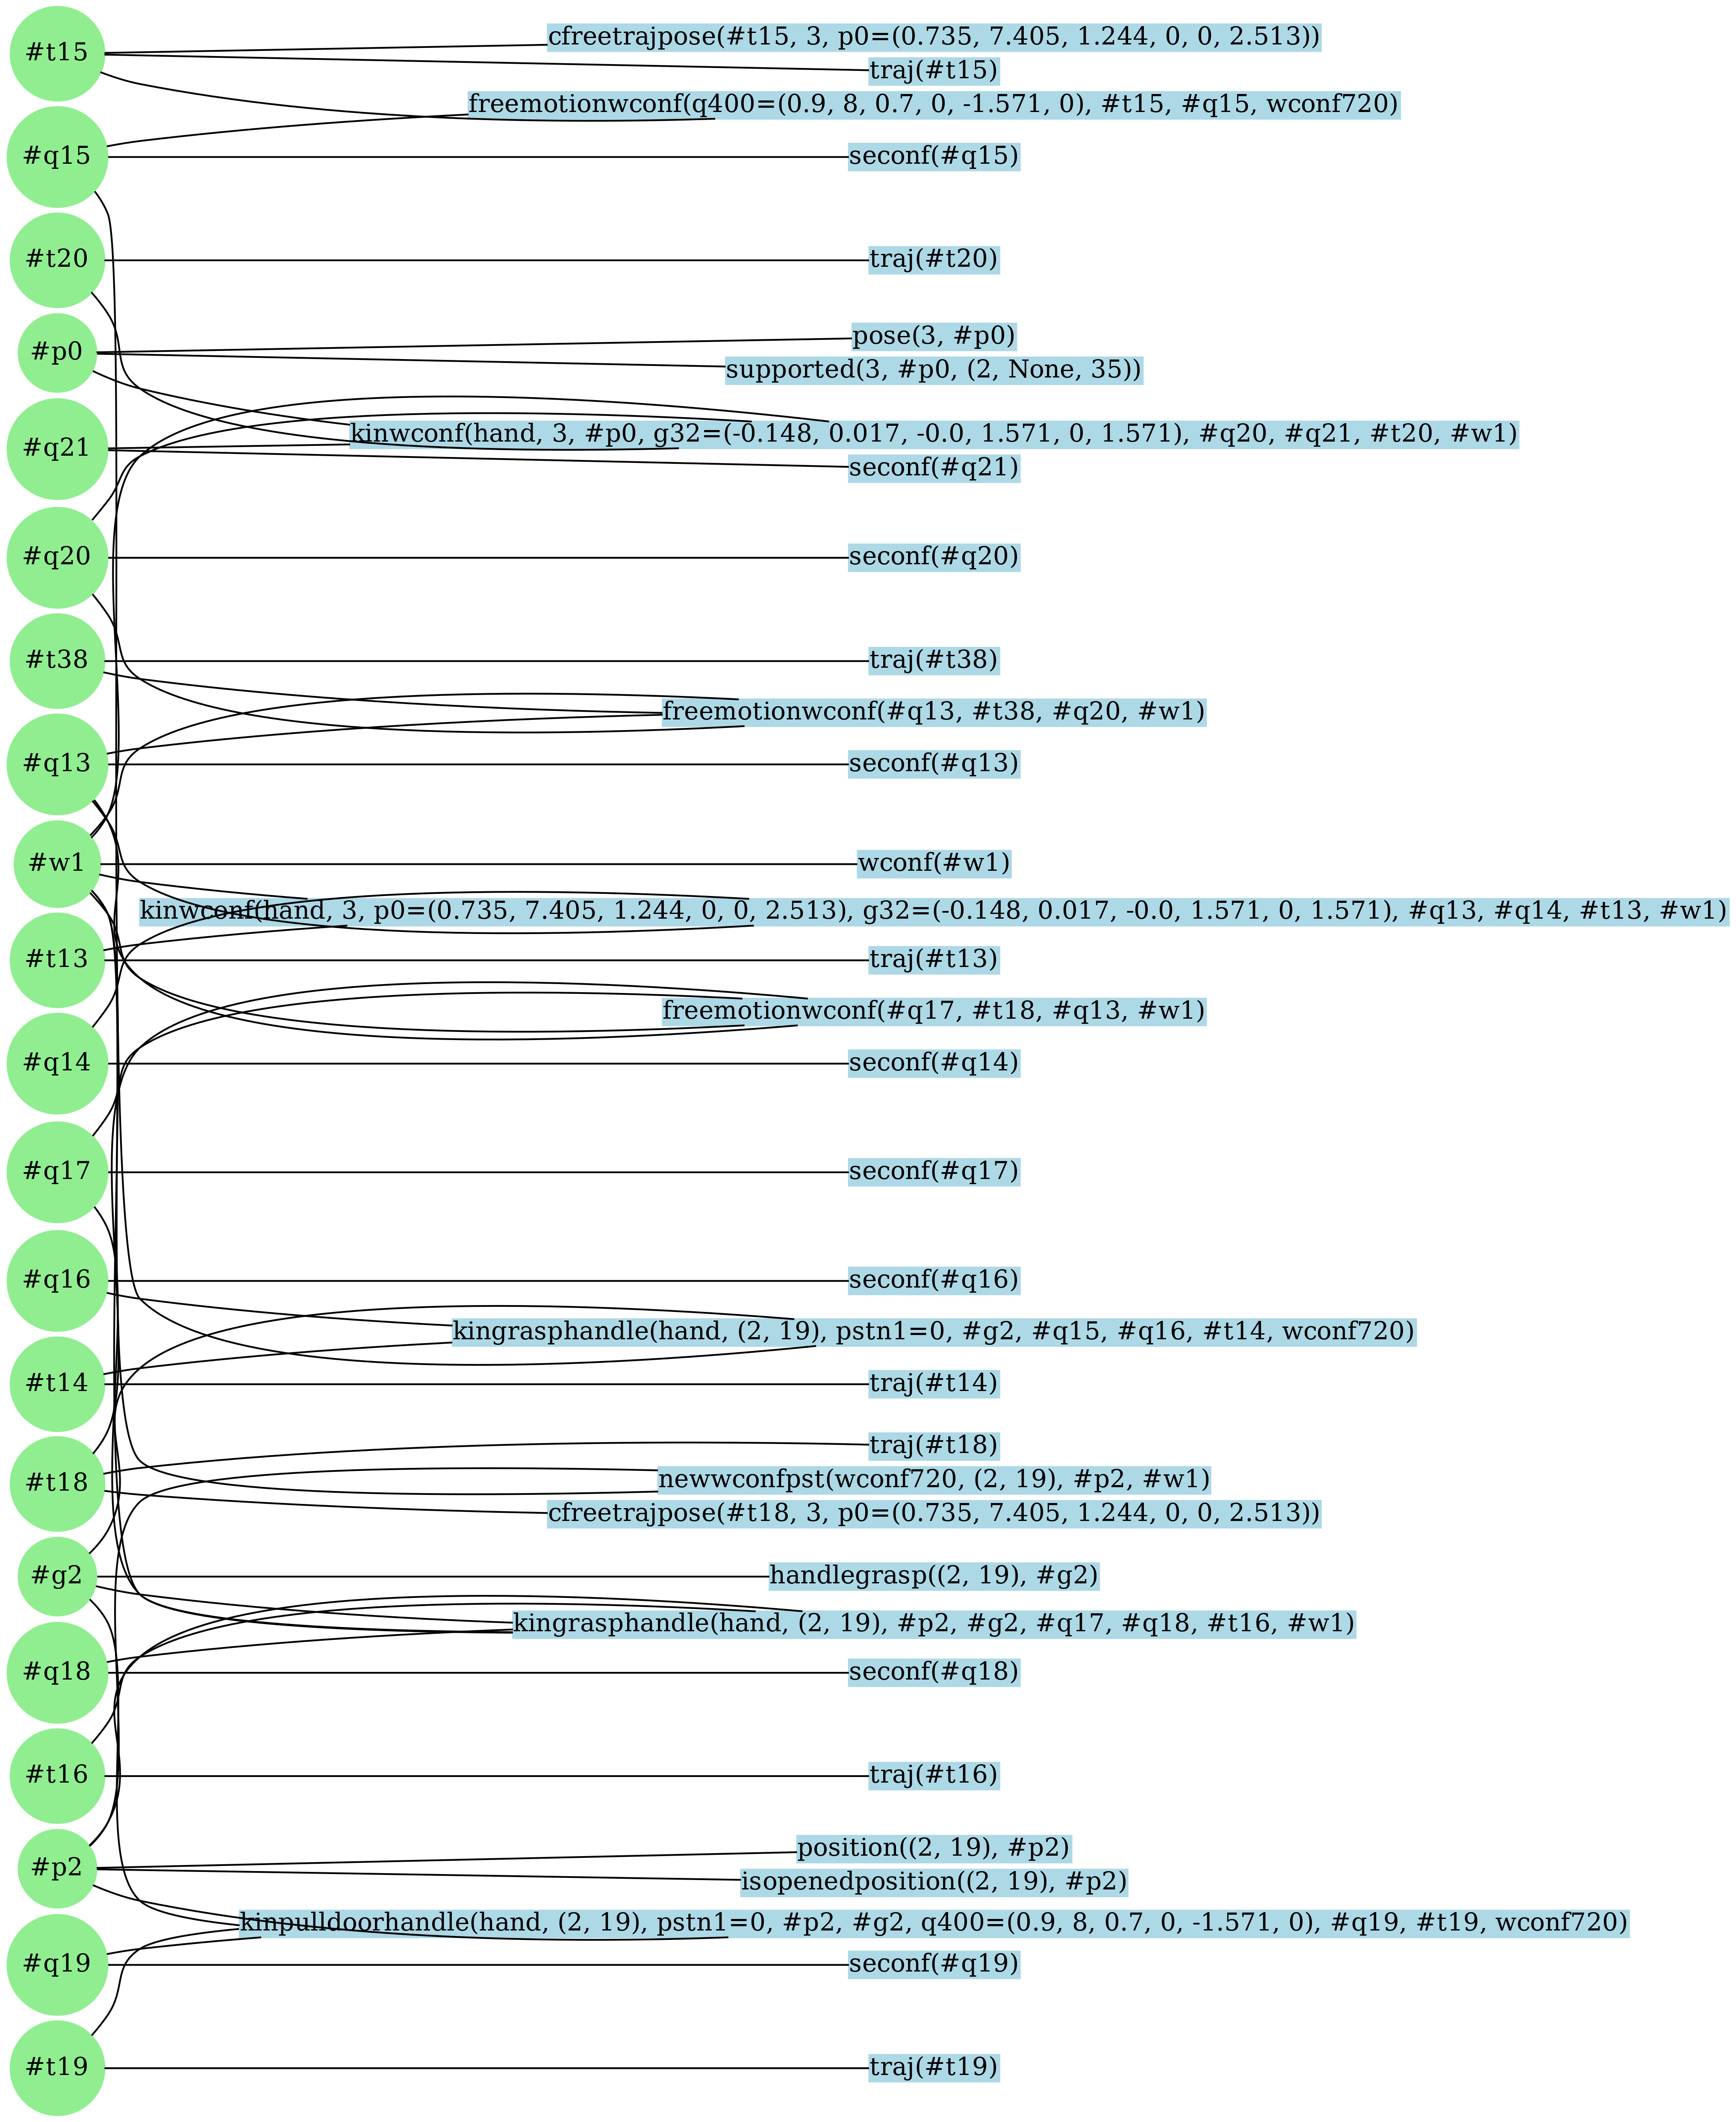 #t15
cfreetrajpose(#t15, 3, p0=(0.735, 7.405, 1.244, 0, 0, 2.513))
traj(#t15)
freemotionwconf(q400=(0.9, 8, 0.7, 0, -1.571, 0), #t15, #q15, wconf720)
#q15
seconf(#q15)
#t20
traj(#t20)
pose(3, #p0)
#p0
supported(3, #p0, (2, None, 35))
kinwconf(hand, 3, #p0, g32=(-0.148, 0.017, -0.0, 1.571, 0, 1.571), #q20, #q21, #t20, #w1)
#q21
seconf(#q21)
#q20
seconf(#q20)
#t38
traj(#t38)
freemotionwconf(#q13, #t38, #q20, #w1)
#q13
seconf(#q13)
#w1
wconf(#w1)
kinwconf(hand, 3, p0=(0.735, 7.405, 1.244, 0, 0, 2.513), g32=(-0.148, 0.017, -0.0, 1.571, 0, 1.571), #q13, #q14, #t13, #w1)
#t13
traj(#t13)
freemotionwconf(#q17, #t18, #q13, #w1)
#q14
seconf(#q14)
#q17
seconf(#q17)
#q16
seconf(#q16)
kingrasphandle(hand, (2, 19), pstn1=0, #g2, #q15, #q16, #t14, wconf720)
#t14
traj(#t14)
traj(#t18)
#t18
newwconfpst(wconf720, (2, 19), #p2, #w1)
cfreetrajpose(#t18, 3, p0=(0.735, 7.405, 1.244, 0, 0, 2.513))
#g2
handlegrasp((2, 19), #g2)
kingrasphandle(hand, (2, 19), #p2, #g2, #q17, #q18, #t16, #w1)
#q18
seconf(#q18)
#t16
traj(#t16)
position((2, 19), #p2)
#p2
isopenedposition((2, 19), #p2)
kinpulldoorhandle(hand, (2, 19), pstn1=0, #p2, #g2, q400=(0.9, 8, 0.7, 0, -1.571, 0), #q19, #t19, wconf720)
#q19
seconf(#q19)
#t19
traj(#t19)